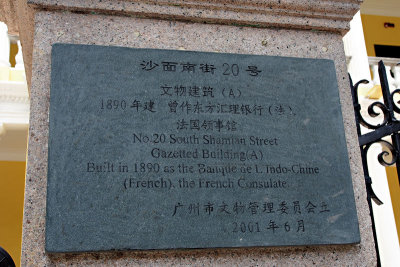 沙面南街20号
文物建筑(A)
1890年建 曾作东方汇理银行(法),
法国领事馆
No.20 South Shamian Street
Gazetted Building(A)
Built in 1890 as the Banque de L'Indo-Chine
(French), the French Consulate.
广州市文物管理委员会立
2001年6月